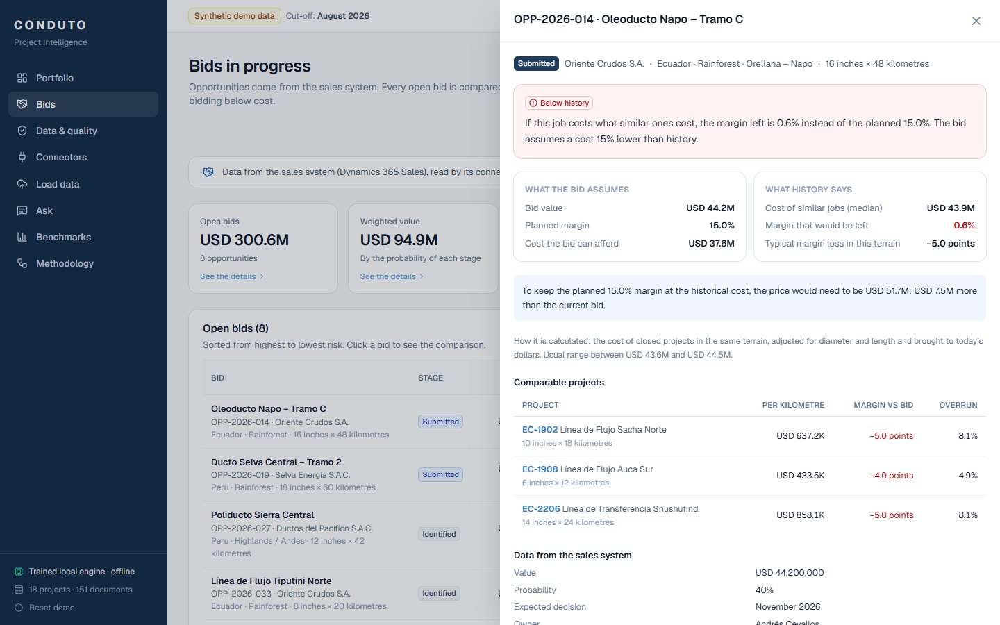 CONDUTO
Project Intelligence
Portfolio
Bids
Data & quality
Connectors
Load data
Ask
Benchmarks
Methodology
Trained local engine · offline
18 projects · 151 documents
Reset demo
Synthetic demo data
Cut-off: August 2026
Bids in progress
Opportunities come from the sales system. Every open bid is compared
bidding below cost.
Data from the sales system (Dynamics 365 Sales), read by its conne
Open bids
USD 300.6M
8 opportunities
See the details
Weighted value
USD 94.9M
By the probability of each stage
See the details
Open bids (8)
Sorted from highest to lowest risk. Click a bid to see the comparison.
BID STAGE
Oleoducto Napo – Tramo C
OPP-2026-014 · Oriente Crudos S.A.
Ecuador · Rainforest · 16 inches × 48 kilometres
Submitted
Ducto Selva Central – Tramo 2
OPP-2026-019 · Selva Energía S.A.C.
Peru · Rainforest · 18 inches × 60 kilometres
Submitted
Poliducto Sierra Central
OPP-2026-027 · Ductos del Pacífico S.A.C.
Peru · Highlands / Andes · 12 inches × 42
kilometres
Identified
Línea de Flujo Tiputini Norte
OPP-2026-033 · Oriente Crudos S.A.
Ecuador · Rainforest · 8 inches × 20 kilometres
Identified
OPP-2026-014 · Oleoducto Napo – Tramo C
Submitted Oriente Crudos S.A. · Ecuador · Rainforest · Orellana – Napo · 16 inches × 48 kilometres
Below history
If this job costs what similar ones cost, the margin left is 0.6% instead of the planned 15.0%. The bid
assumes a cost 15% lower than history.
WHAT THE BID ASSUMES
Bid value USD 44.2M
Planned margin 15.0%
Cost the bid can afford USD 37.6M
WHAT HISTORY SAYS
Cost of similar jobs (median) USD 43.9M
Margin that would be left 0.6%
Typical margin loss in this terrain −5.0 points
To keep the planned 15.0% margin at the historical cost, the price would need to be USD 51.7M: USD 7.5M more
than the current bid.
How it is calculated: the cost of closed projects in the same terrain, adjusted for diameter and length and brought to today's
dollars. Usual range between USD 43.6M and USD 44.5M.
Comparable projects
PROJECT PER KILOMETRE MARGIN VS BID OVERRUN
EC-1902 Línea de Flujo Sacha Norte
10 inches × 18 kilometres
USD 637.2K −5.0 points 8.1%
EC-1908 Línea de Flujo Auca Sur
6 inches × 12 kilometres
USD 433.5K −4.0 points 4.9%
EC-2206 Línea de Transferencia Shushufindi
14 inches × 24 kilometres
USD 858.1K −5.0 points 8.1%
Data from the sales system
Value USD 44,200,000
Probability 40%
Expected decision November 2026
Owner Andrés Cevallos